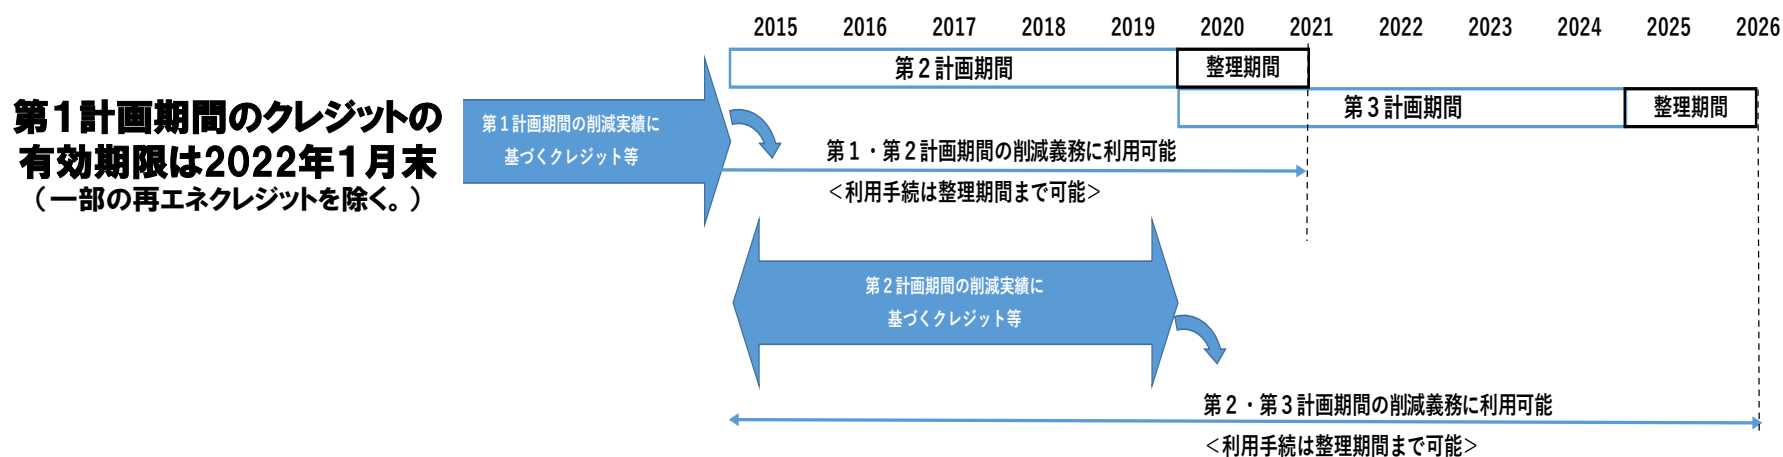 2015 2016 2017 2018 2019 2020 2021 2022 2023 2024 2025 2026
第２計画期間 整理期間
第３計画期間 整理期間
第１計画期間のクレジットの
有効期限は2022年１月末
（一部の再エネクレジットを除く。）
第１計画期間の削減実績に
基づくクレジット等
第１・第２計画期間の削減義務に利用可能
＜利用手続は整理期間まで可能＞
第２計画期間の削減実績に
基づくクレジット等
第２・第３計画期間の削減義務に利用可能
＜利用手続は整理期間まで可能＞